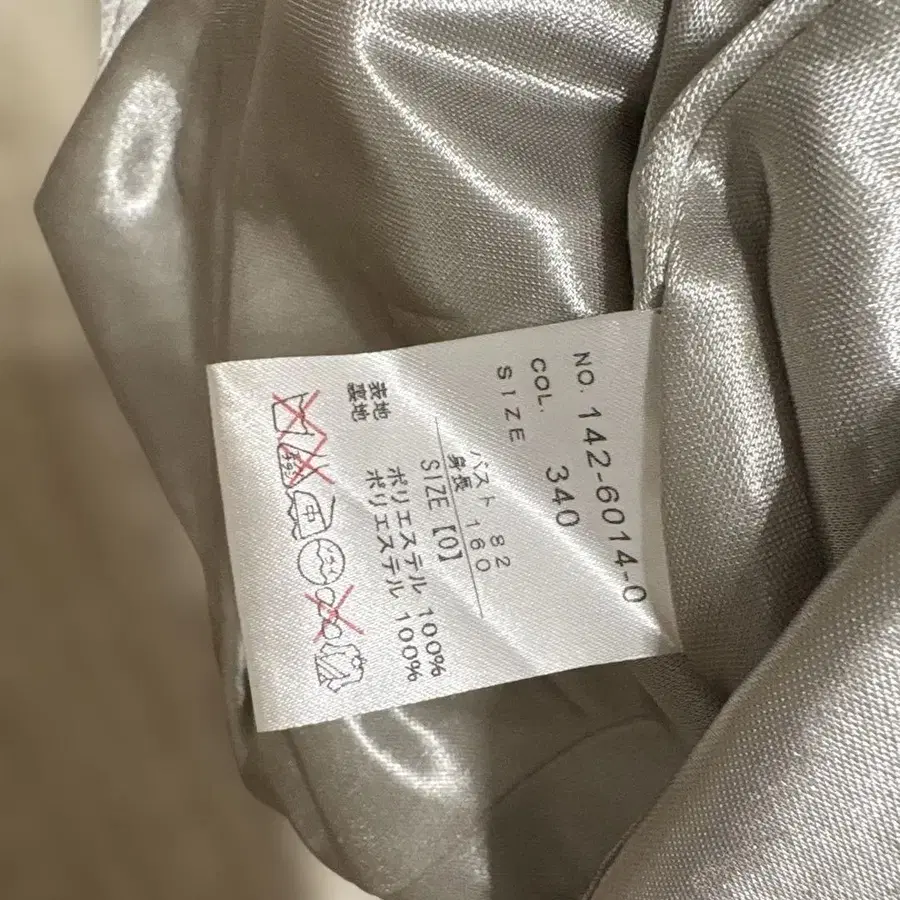 NO. 142-6014-0
COL. 340
SIZE
バスト 82
身長 160
SIZE【0】
表地 ポリエステル 100%
裏地 ポリエステル 100%